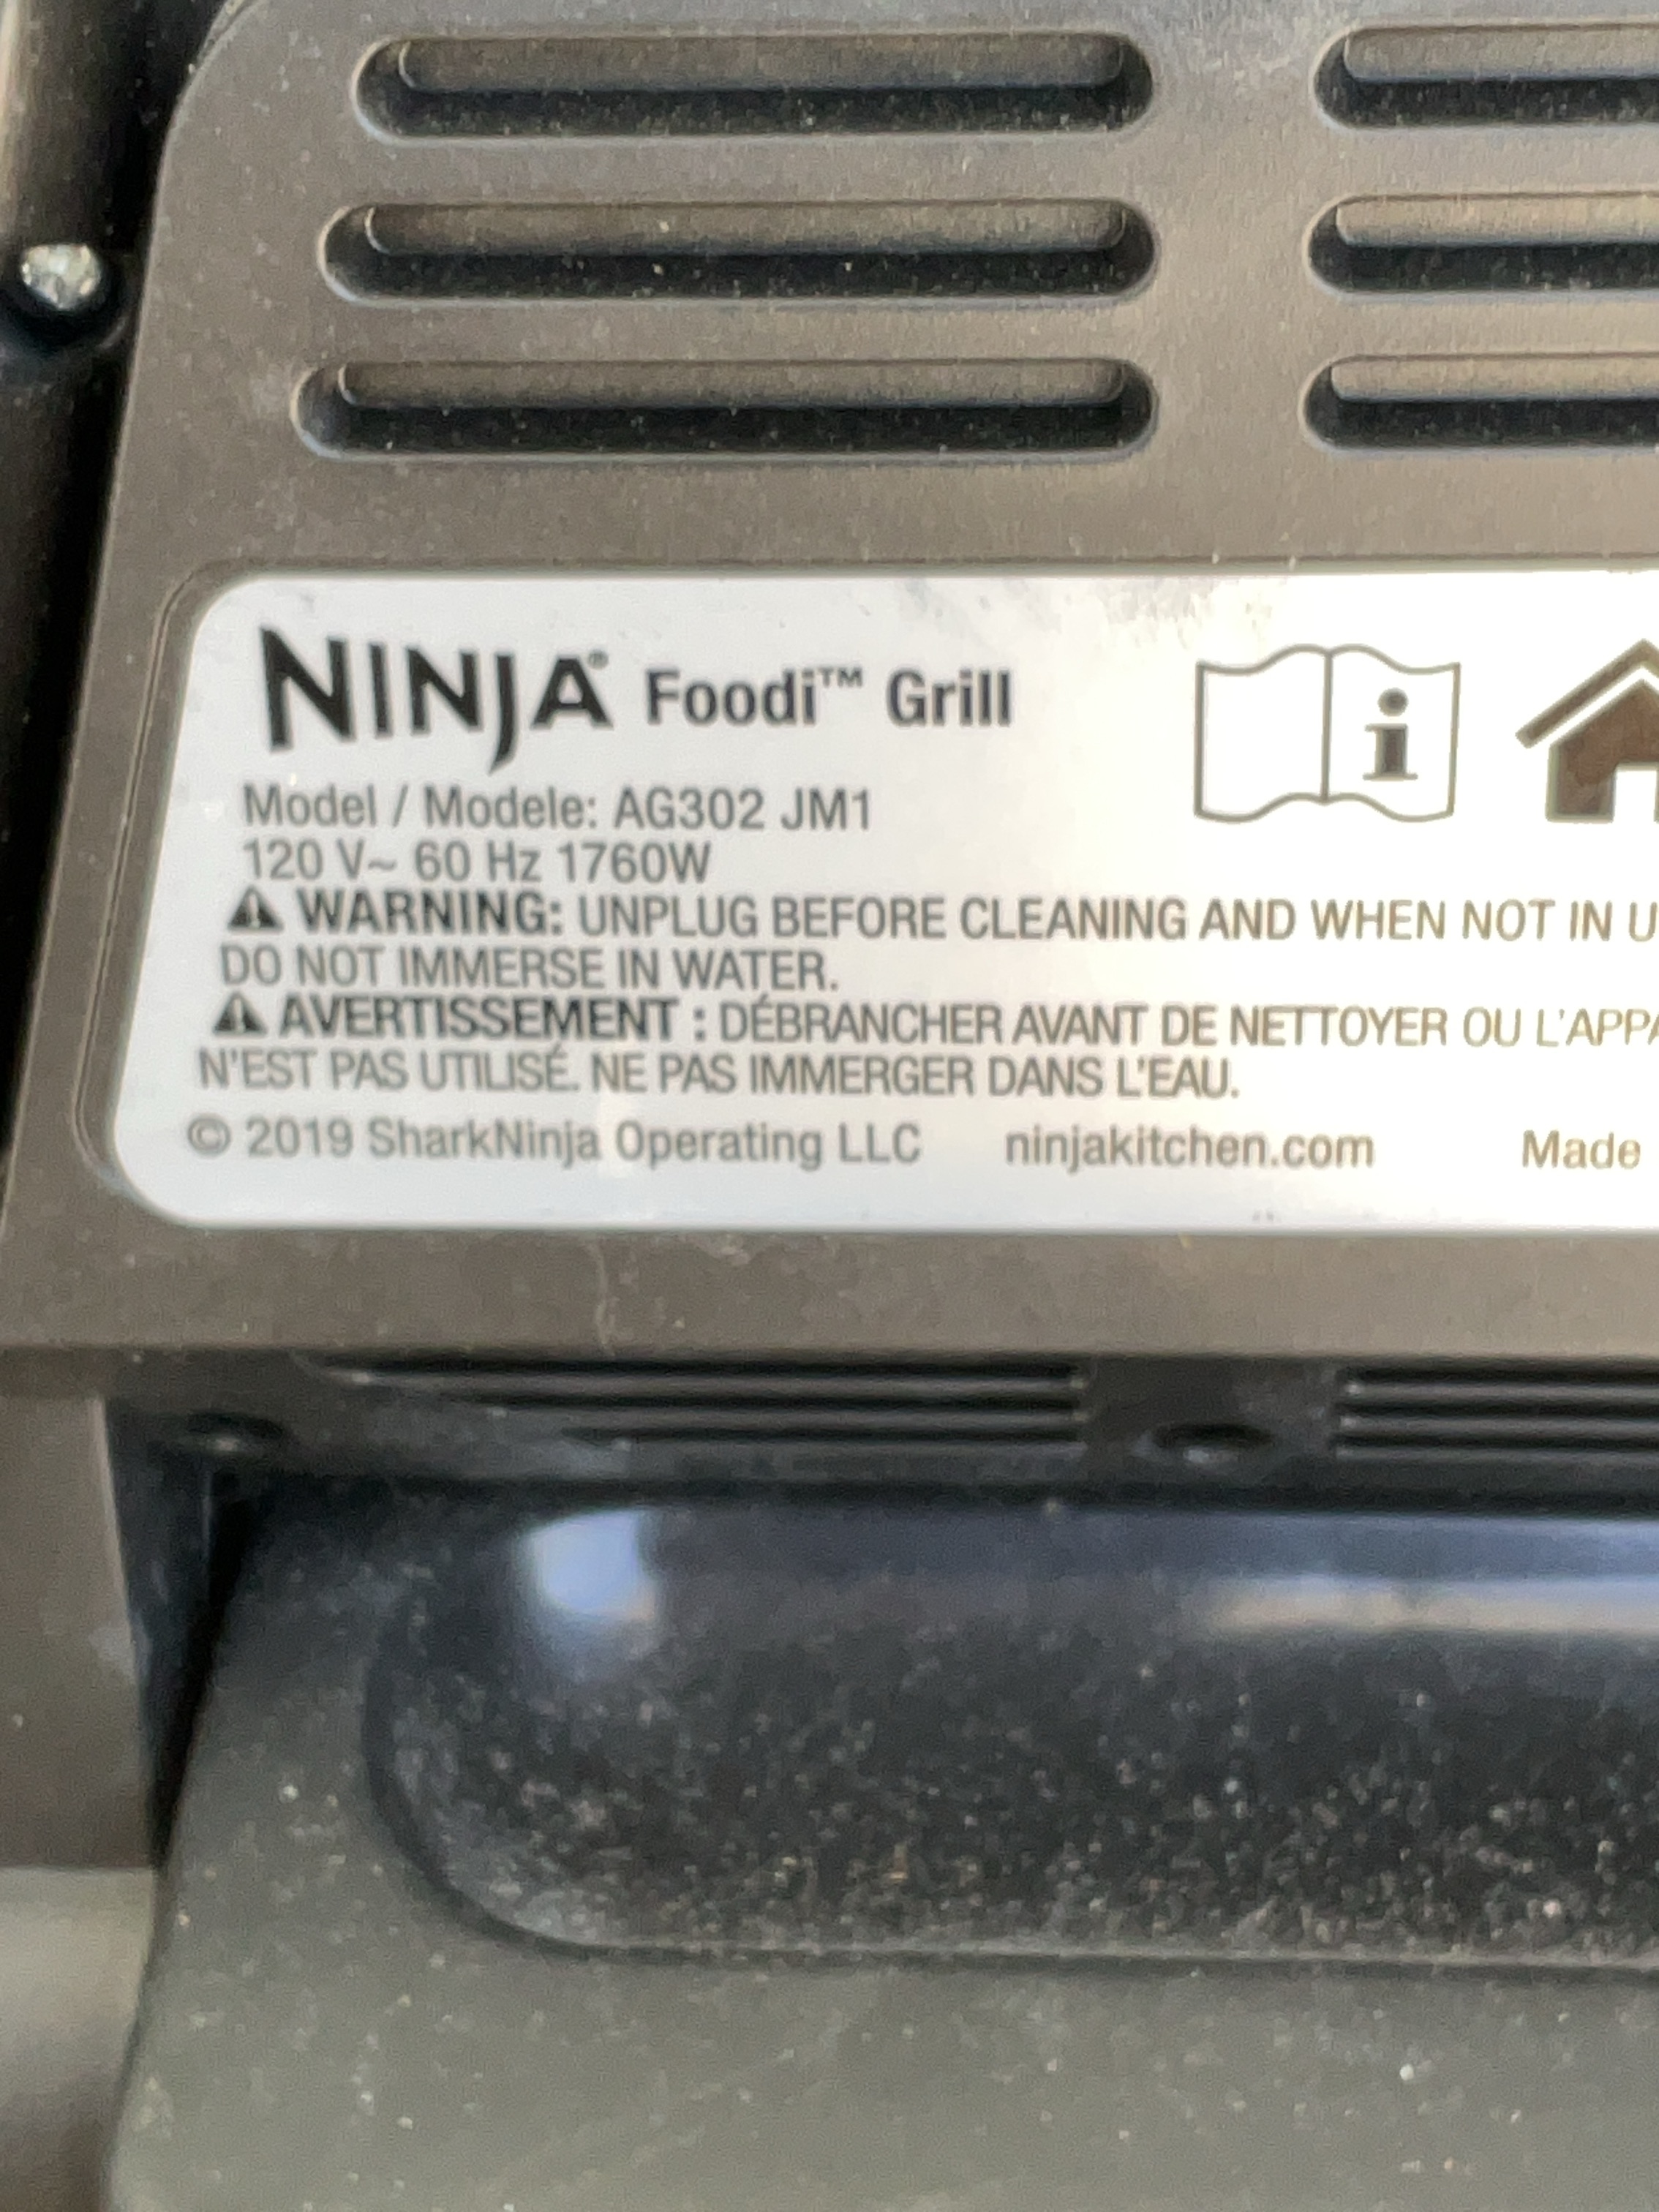 NINJA® Foodi™ Grill
Model / Modele: AG302 JM1
120 V~ 60 Hz 1760W
WARNING: UNPLUG BEFORE CLEANING AND WHEN NOT IN U
DO NOT IMMERSE IN WATER.
AVERTISSEMENT : DÉBRANCHER AVANT DE NETTOYER OU L'APPA
N'EST PAS UTILISÉ. NE PAS IMMERGER DANS L'EAU.
© 2019 SharkNinja Operating LLC ninjakitchen.com Made